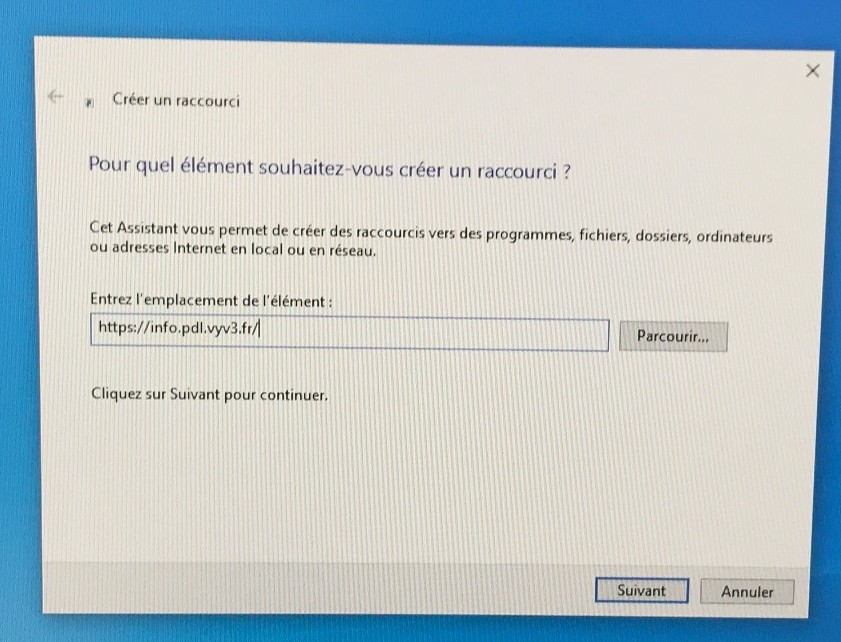 Créer un raccourci
Pour quel élément souhaitez-vous créer un raccourci ?
Cet Assistant vous permet de créer des raccourcis vers des programmes, fichiers, dossiers, ordinateurs
ou adresses Internet en local ou en réseau.
Entrez l'emplacement de l'élément :
https://info.pdl.vyv3.fr/
Parcourir...
Cliquez sur Suivant pour continuer.
Suivant
Annuler